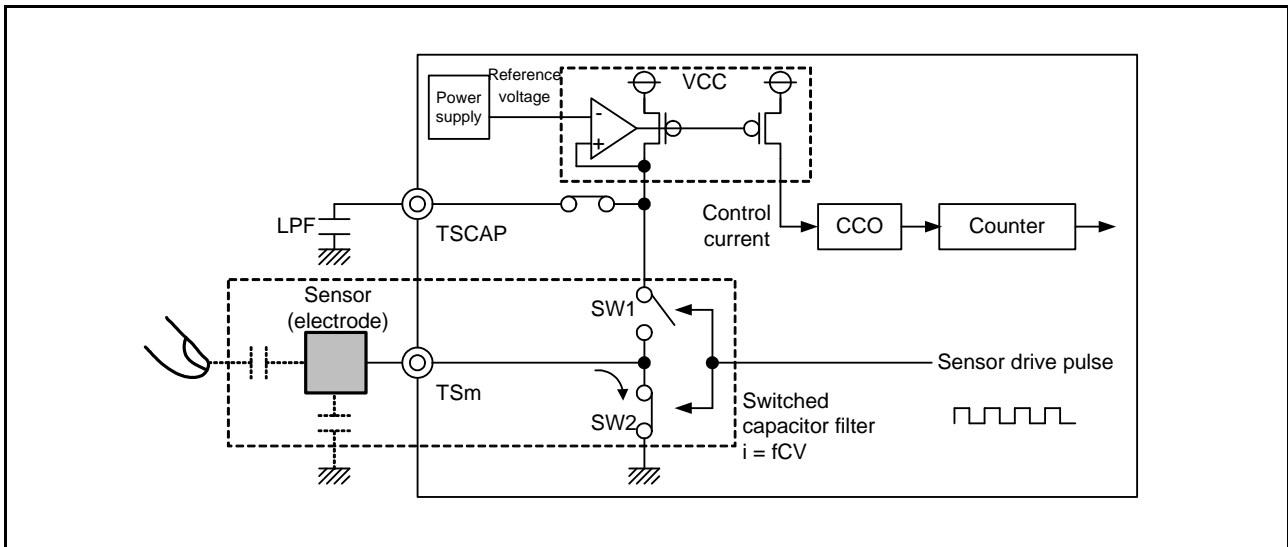 Power
supply
Reference
voltage
VCC
-
+
LPF
TSCAP
Control
current
CCO
Counter
Sensor
(electrode)
SW1
TSm
SW2
Sensor drive pulse
Switched
capacitor filter
i = fCV